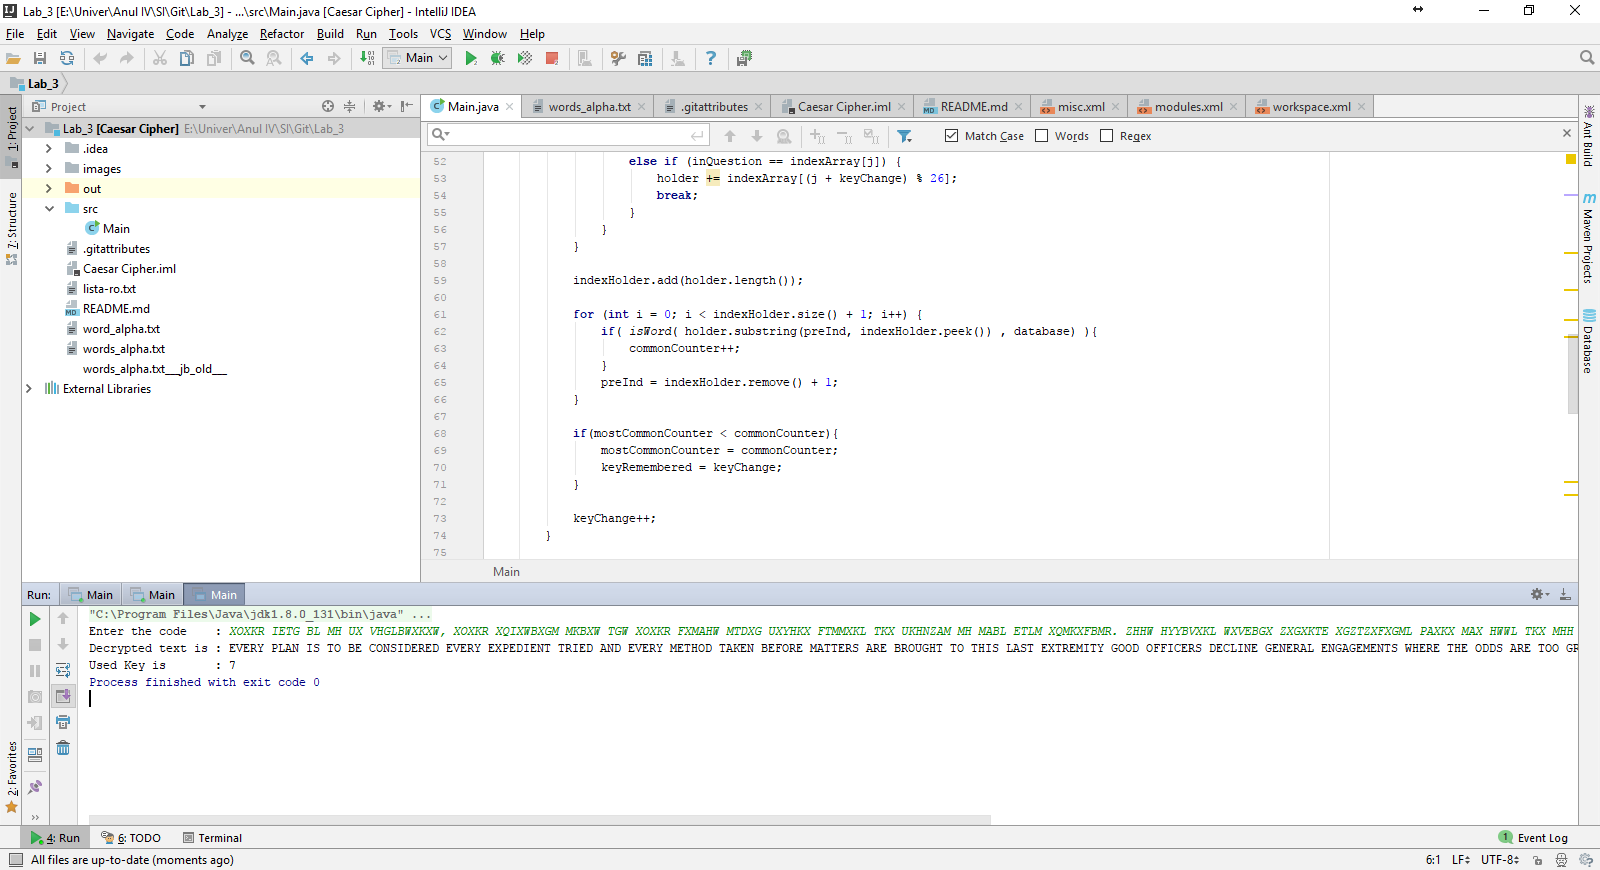 Lab_3 [E:\Univer\Anul IV\SI\Git\Lab_3] - ...\src\Main.java [Caesar Cipher] - IntelliJ IDEA
File Edit View Navigate Code Analyze Refactor Build Run Tools VCS Window Help
Main
Lab_3
Project
Main.java words_alpha.txt .gitattributes Caesar Cipher.iml README.md misc.xml modules.xml workspace.xml
Match Case Words Regex
1: Project
7: Structure
2: Favorites
Lab_3 [Caesar Cipher] E:\Univer\Anul IV\SI\Git\Lab_3
.idea
images
out
src
Main
.gitattributes
Caesar Cipher.iml
lista-ro.txt
README.md
word_alpha.txt
words_alpha.txt
words_alpha.txt___jb_old___
External Libraries
52 else if (inQuestion == indexArray[j]) {
53 holder += indexArray[(j + keyChange) % 26];
54 break;
55 }
56 }
57 }
58
59 indexHolder.add(holder.length());
60
61 for (int i = 0; i < indexHolder.size() + 1; i++) {
62 if( isWord( holder.substring(preInd, indexHolder.peek()) , database) ){
63 commonCounter++;
64 }
65 preInd = indexHolder.remove() + 1;
66 }
67
68 if(mostCommonCounter < commonCounter){
69 mostCommonCounter = commonCounter;
70 keyRemembered = keyChange;
71 }
72
73 keyChange++;
74 }
75
Main
Ant Build
Maven Projects
Database
Run: Main Main Main
"C:\Program Files\Java\jdk1.8.0_131\bin\java" ...
Enter the code : XOXKR IETG BL MH UX VHGLBWXKXW, XOXKR XQIXWBXGM MKBXW TGW XOXKR FXMAHW MTDXG UXYHKX FTMMXKL TKX UKHNZAM MH MABL ETLM XQMKXFBMR. ZHHW HYYBVXKL WXVEBGX ZXGXKTE XGZTZXFXGML PAXKX MAX HWWL TKX MHH
Decrypted text is : EVERY PLAN IS TO BE CONSIDERED EVERY EXPEDIENT TRIED AND EVERY METHOD TAKEN BEFORE MATTERS ARE BROUGHT TO THIS LAST EXTREMITY GOOD OFFICERS DECLINE GENERAL ENGAGEMENTS WHERE THE ODDS ARE TOO GR
Used Key is : 7
Process finished with exit code 0
4: Run 6: TODO Terminal 1 Event Log
All files are up-to-date (moments ago) 6:1 LF UTF-8